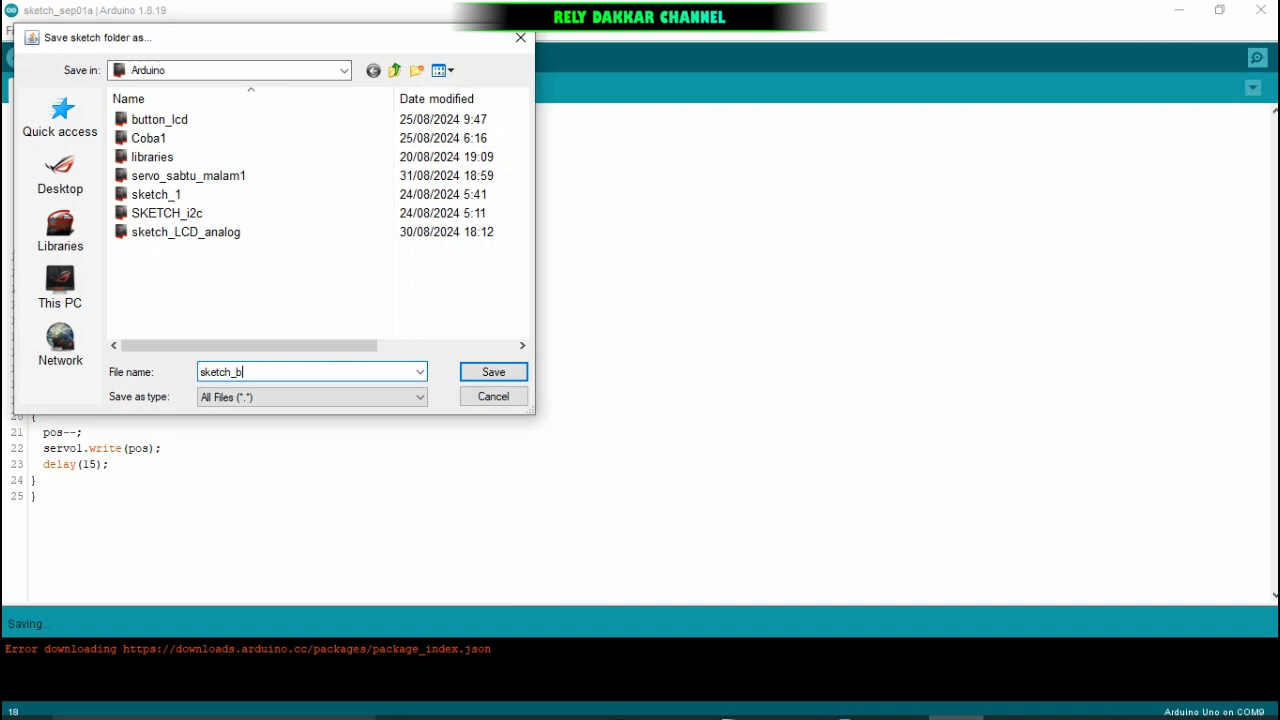 sketch_sep01a | Arduino 1.8.19
RELY DAKKAR CHANNEL
Save sketch folder as...
Save in:
Arduino
Name
Date modified
button_lcd
25/08/2024 9:47
Coba1
25/08/2024 6:16
libraries
20/08/2024 19:09
servo_sabtu_malam1
31/08/2024 18:59
sketch_1
24/08/2024 5:41
SKETCH_i2c
24/08/2024 5:11
sketch_LCD_analog
30/08/2024 18:12
Quick access
Desktop
Libraries
This PC
Network
File name:
sketch_b
Save
Save as type:
All Files (*.*)
Cancel
20 {
21 pos--;
22 servo1.write(pos);
23 delay(15);
24 }
25 }
Saving...
Error downloading https://downloads.arduino.cc/packages/package_index.json
18
Arduino Uno on COM9